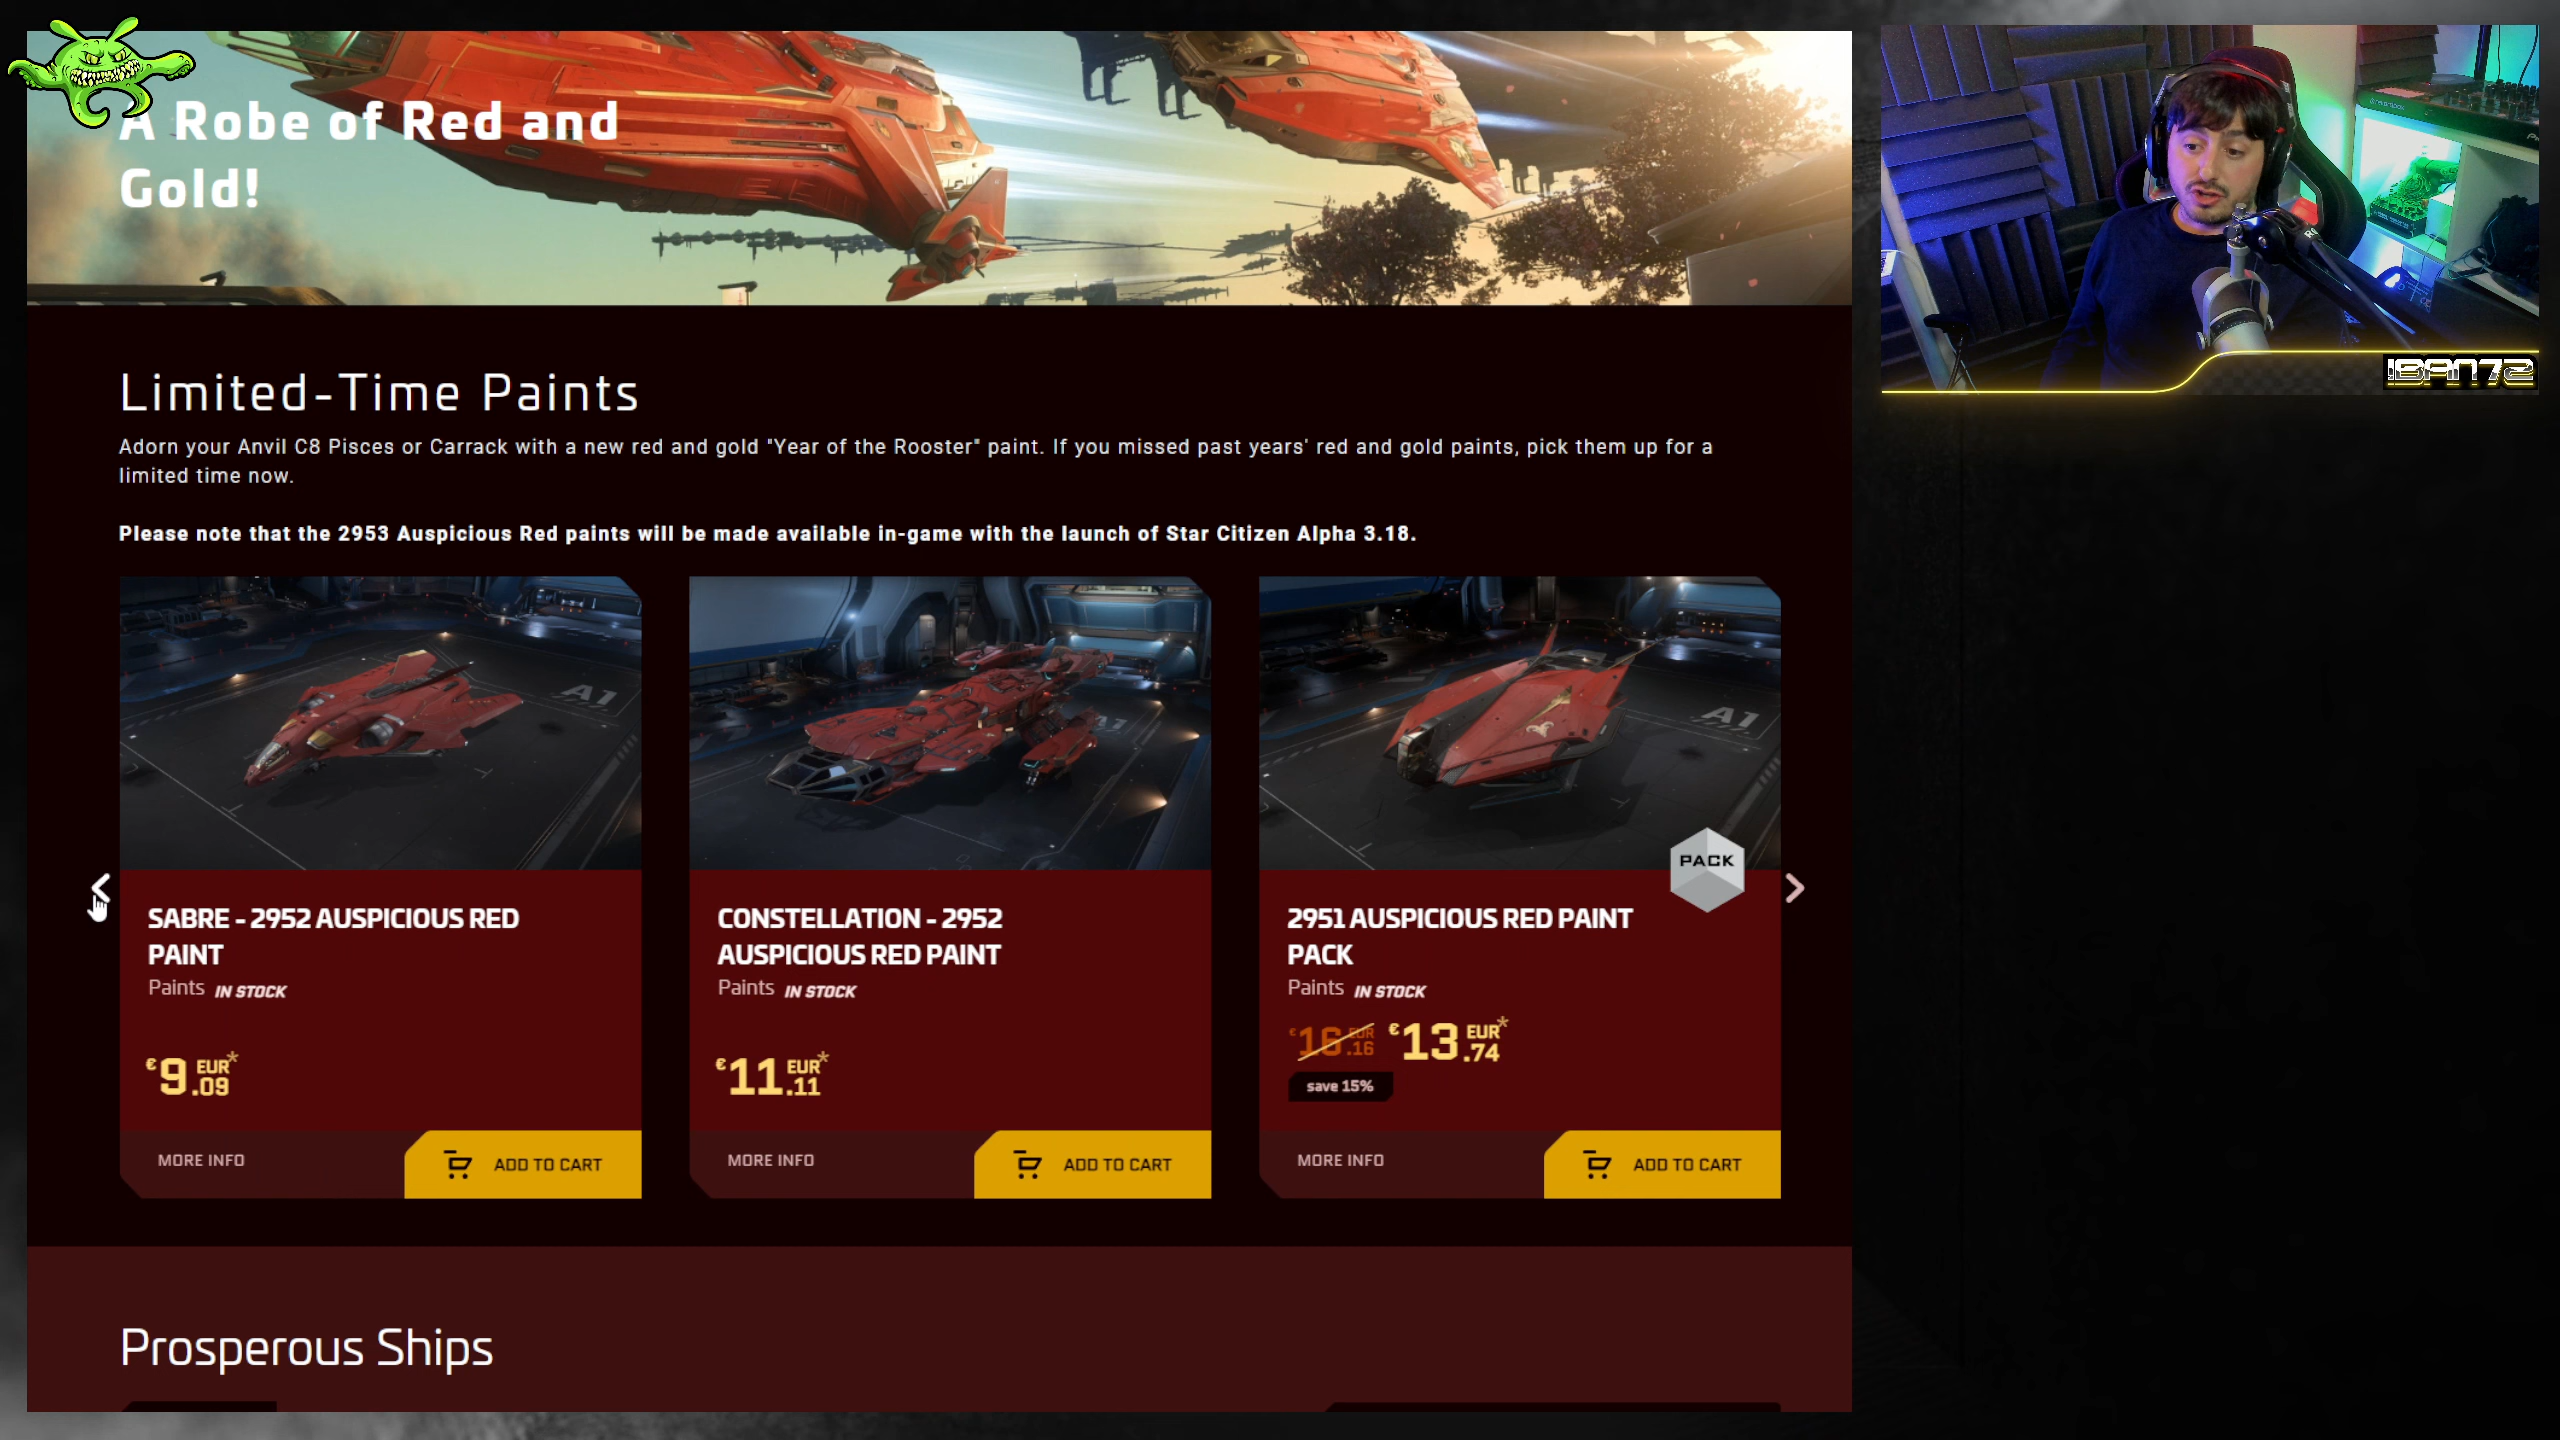 A Robe of Red and
Gold!
IBAN72
Limited-Time Paints
Adorn your Anvil C8 Pisces or Carrack with a new red and gold "Year of the Rooster" paint. If you missed past years' red and gold paints, pick them up for a
limited time now.
Please note that the 2953 Auspicious Red paints will be made available in-game with the launch of Star Citizen Alpha 3.18.
A1
A1
A1
PACK
SABRE - 2952 AUSPICIOUS RED
PAINT
Paints IN STOCK
€9.09 EUR*
MORE INFO
ADD TO CART
CONSTELLATION - 2952
AUSPICIOUS RED PAINT
Paints IN STOCK
€11.11 EUR*
MORE INFO
ADD TO CART
2951 AUSPICIOUS RED PAINT
PACK
Paints IN STOCK
€16.16 EUR €13.74 EUR*
save 15%
MORE INFO
ADD TO CART
Prosperous Ships